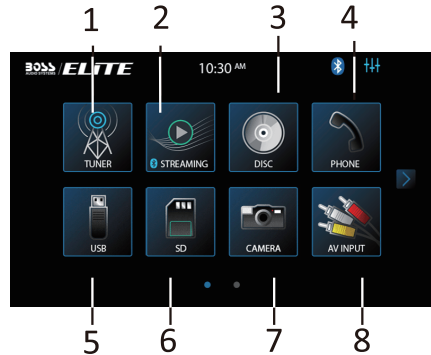 1 2 3 4
BOSS AUDIO SYSTEMS / ELITE 10:30 AM
TUNER STREAMING DISC PHONE
USB SD CAMERA AV INPUT
5 6 7 8